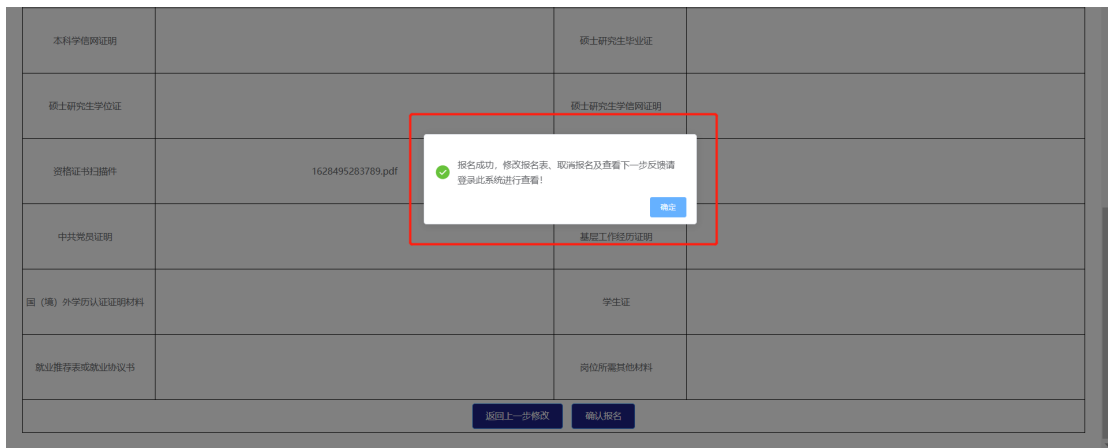 本科学信网证明
硕士研究生毕业证
硕士研究生学位证
硕士研究生学信网证明
资格证书扫描件
1628495283789.pdf
报名成功，修改报名表、取消报名及查看下一步反馈请
登录此系统进行查看！
确定
中共党员证明
基层工作经历证明
国（境）外学历认证证明材料
学生证
就业推荐表或就业协议书
岗位所需其他材料
返回上一步修改
确认报名